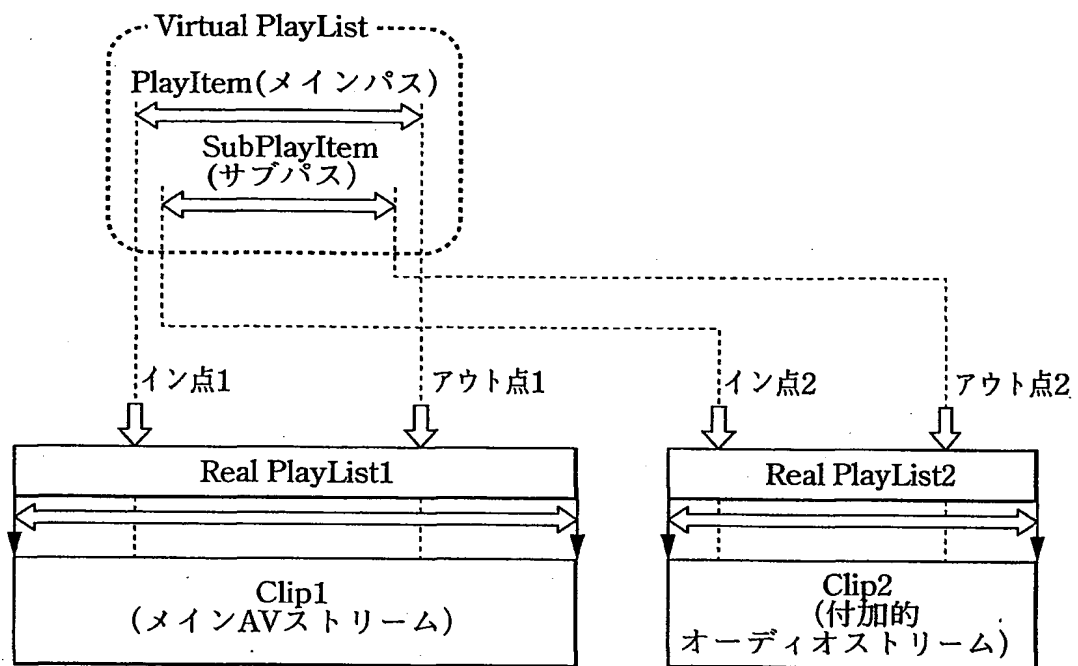 Virtual PlayList
PlayItem(メインパス)
SubPlayItem
(サブパス)
イン点1
アウト点1
イン点2
アウト点2
Real PlayList1
Real PlayList2
Clip1
(メインAVストリーム)
Clip2
(付加的
オーディオストリーム)